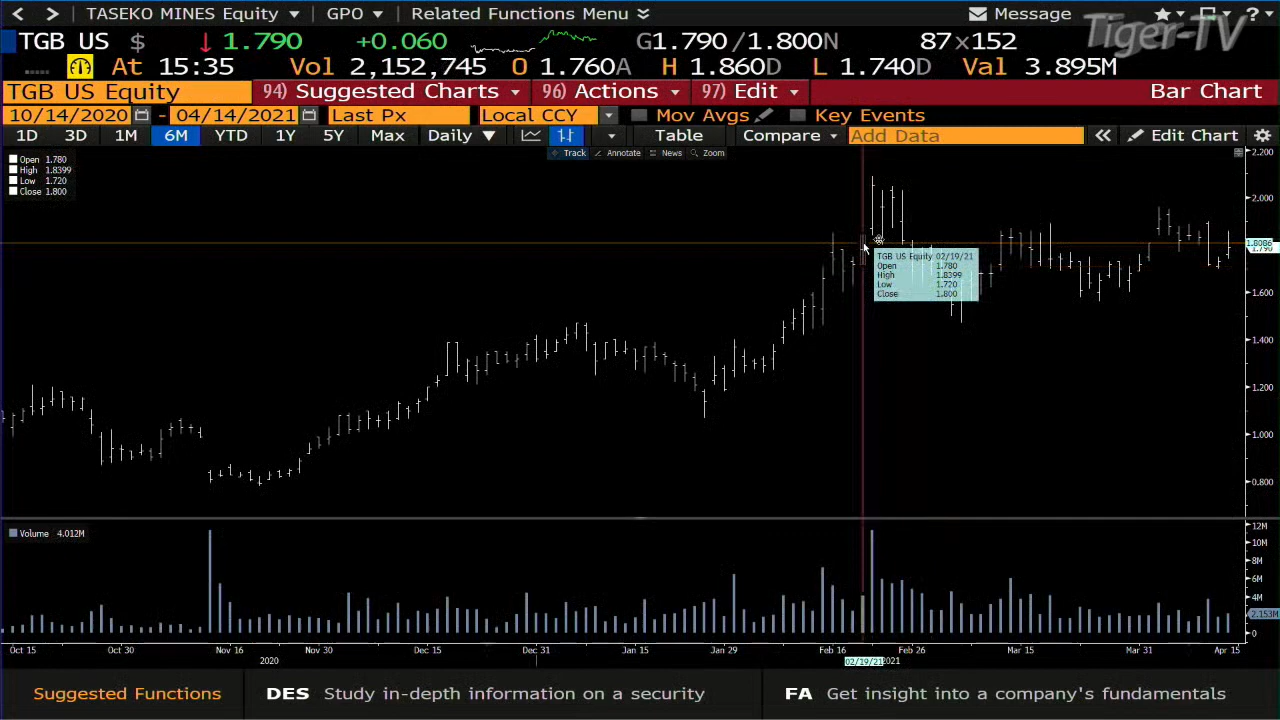 TASEKO MINES Equity GPO Related Functions Menu Message ?
Tiger-TV
TGB US $ 1.790 +0.060 G1.790 /1.800N 87x152
At 15:35 Vol 2,152,745 O 1.760A H 1.860D L 1.740D Val 3.895M
TGB US Equity 94) Suggested Charts 96) Actions 97) Edit Bar Chart
10/14/2020 - 04/14/2021 Last Px Local CCY Mov Avgs Key Events
1D 3D 1M 6M YTD 1Y 5Y Max Daily ▼ Table Compare Add Data « Edit Chart
Track Annotate News Zoom
Open 1.780
High 1.8399
Low 1.720
Close 1.800
2.200
2.000
1.8086
1.790
1.600
1.400
1.200
1.000
0.800
TGB US Equity 02/19/21
Open 1.780
High 1.8399
Low 1.720
Close 1.800
Volume 4.012M
12M
10M
8M
6M
4M
2.153M
0
Oct 15 Oct 30 Nov 16 Nov 30 Dec 15 Dec 31 Jan 15 Jan 29 Feb 16 Feb 26 Mar 15 Mar 31 Apr 15
2020 02/19/21 2021
Suggested Functions DES Study in-depth information on a security FA Get insight into a company's fundamentals